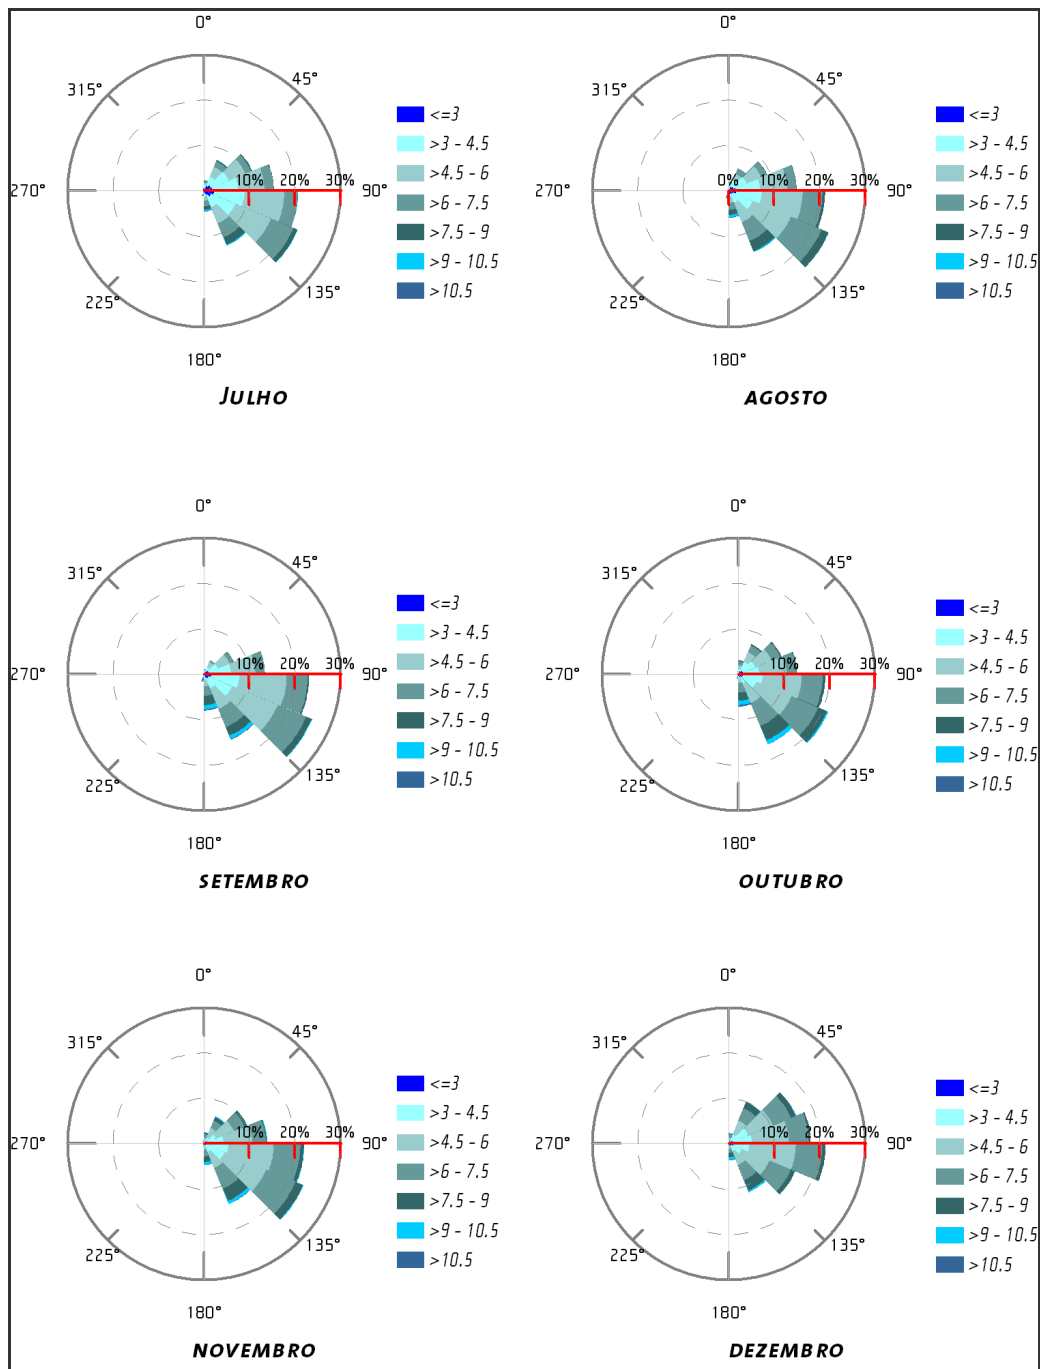 0°
45°
90°
135°
180°
225°
270°
315°
10% 20% 30%
<=3
>3 - 4.5
>4.5 - 6
>6 - 7.5
>7.5 - 9
>9 - 10.5
>10.5
JULHO
0°
45°
90°
135°
180°
225°
270°
315°
0% 10% 20% 30%
<=3
>3 - 4.5
>4.5 - 6
>6 - 7.5
>7.5 - 9
>9 - 10.5
>10.5
AGOSTO
0°
45°
90°
135°
180°
225°
270°
315°
10% 20% 30%
<=3
>3 - 4.5
>4.5 - 6
>6 - 7.5
>7.5 - 9
>9 - 10.5
>10.5
SETEMBRO
0°
45°
90°
135°
180°
225°
270°
315°
10% 20% 30%
<=3
>3 - 4.5
>4.5 - 6
>6 - 7.5
>7.5 - 9
>9 - 10.5
>10.5
OUTUBRO
0°
45°
90°
135°
180°
225°
270°
315°
10% 20% 30%
<=3
>3 - 4.5
>4.5 - 6
>6 - 7.5
>7.5 - 9
>9 - 10.5
>10.5
NOVEMBRO
0°
45°
90°
135°
180°
225°
270°
315°
10% 20% 30%
<=3
>3 - 4.5
>4.5 - 6
>6 - 7.5
>7.5 - 9
>9 - 10.5
>10.5
DEZEMBRO